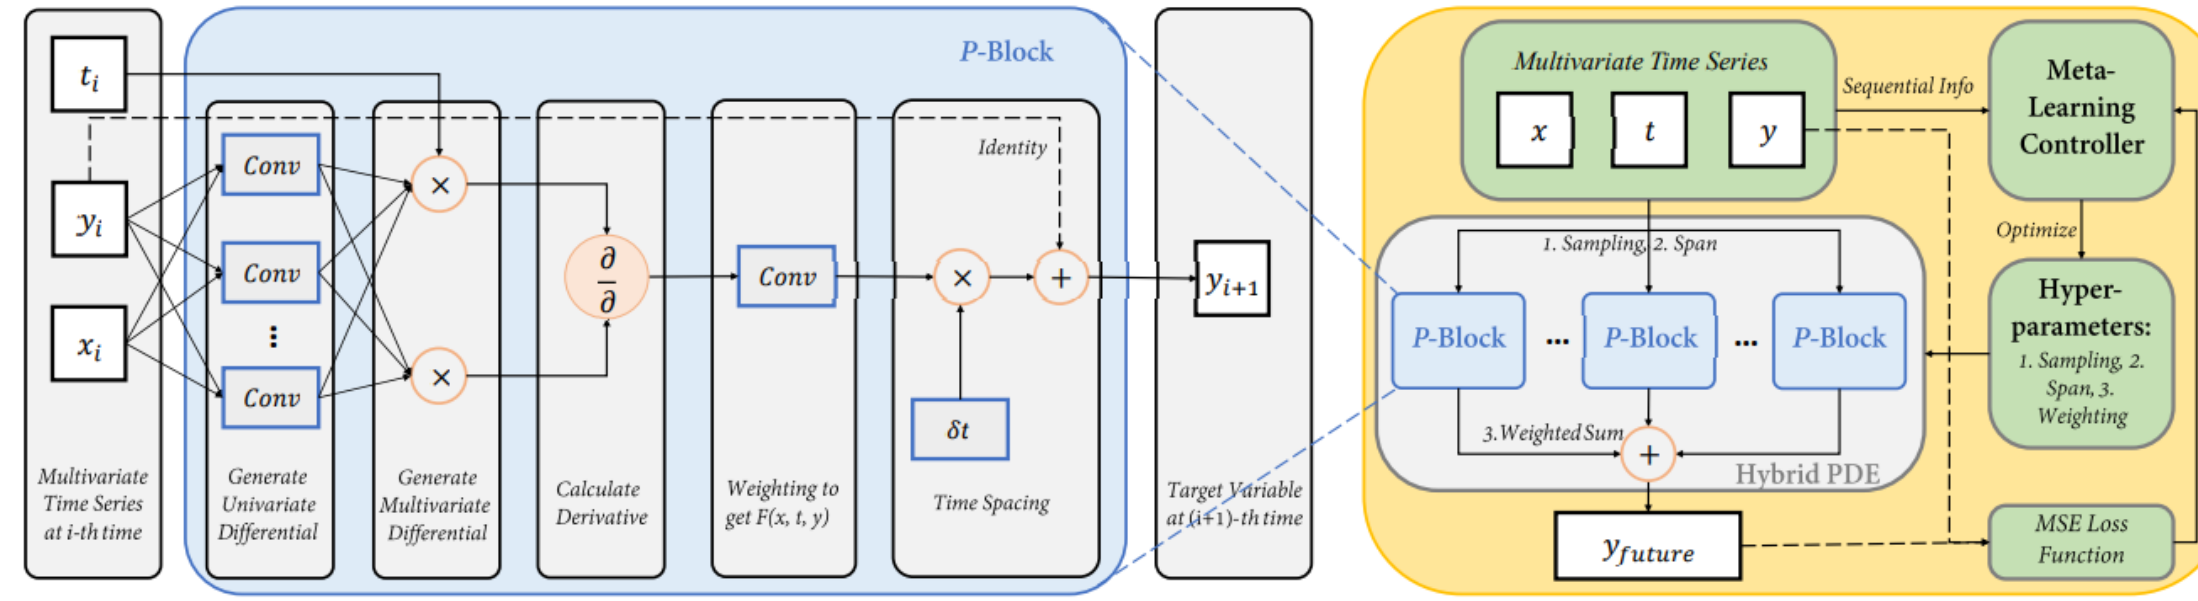 P-Block
t_i
y_i
x_i
Multivariate
Time Series
at i-th time
Conv
Conv
⋮
Conv
Generate
Univariate
Differential
×
×
Generate
Multivariate
Differential
∂
∂
Calculate
Derivative
Conv
Weighting to
get F(x, t, y)
Identity
×
+
δt
Time Spacing
y_{i+1}
Target Variable
at (i+1)-th time
Multivariate Time Series
x
t
y
Sequential Info
Meta-
Learning
Controller
Optimize
Hyper-
parameters:
1. Sampling, 2.
Span, 3.
Weighting
1. Sampling, 2. Span
P-Block
...
P-Block
...
P-Block
3.Weighted Sum
+
Hybrid PDE
y_{future}
MSE Loss
Function